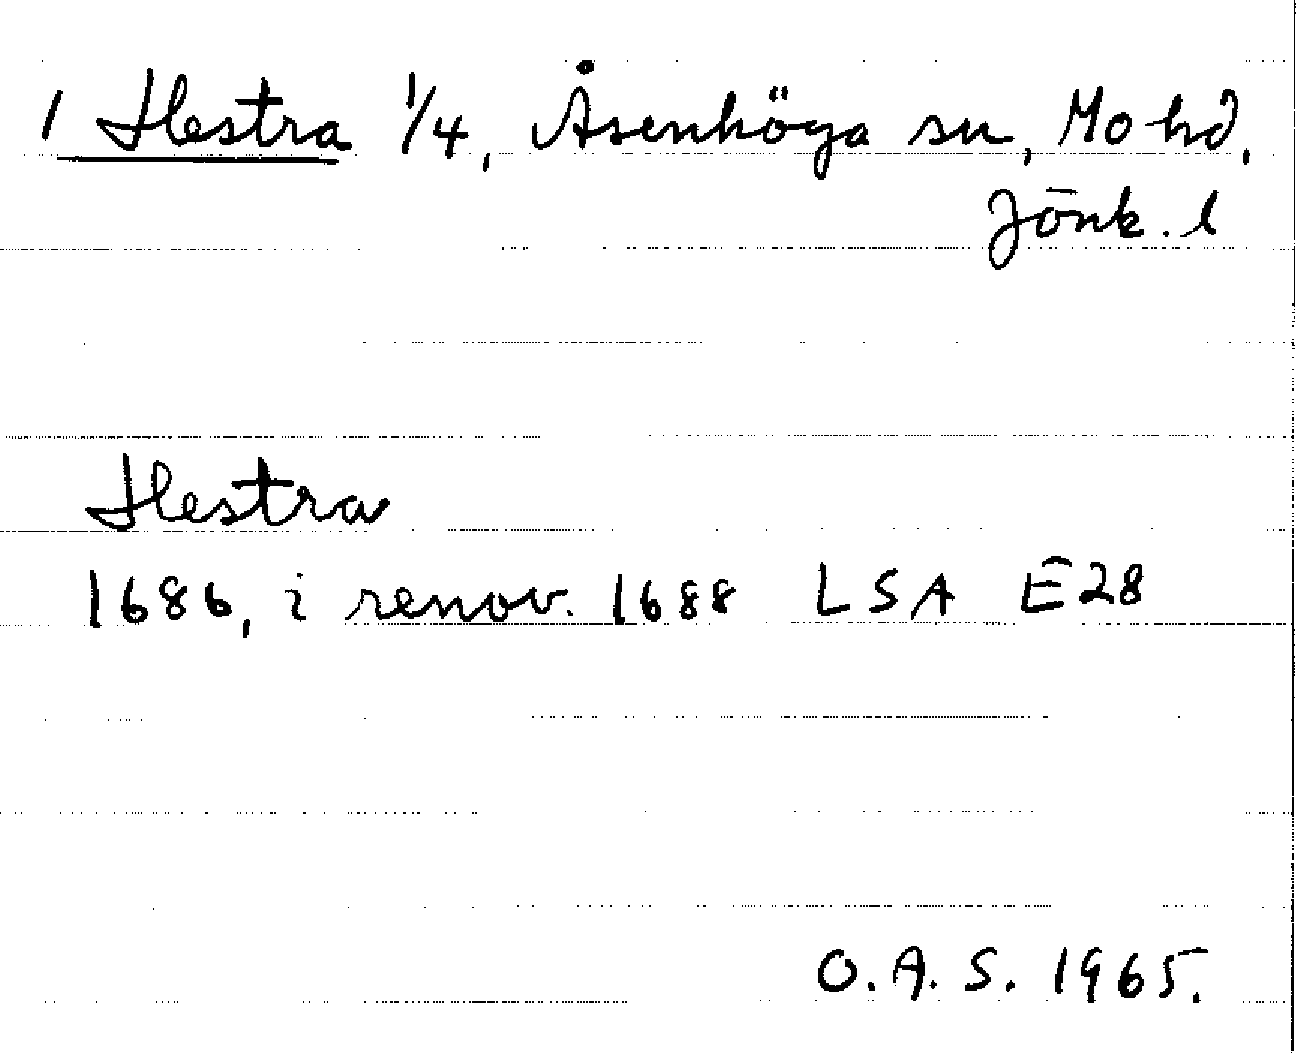 1 Hestra 1/4, Åsenhöga sn, Mo hd,
Jönk. l
Hestra
1686, i renov. 1688 LSA E28
O.A.S. 1965.